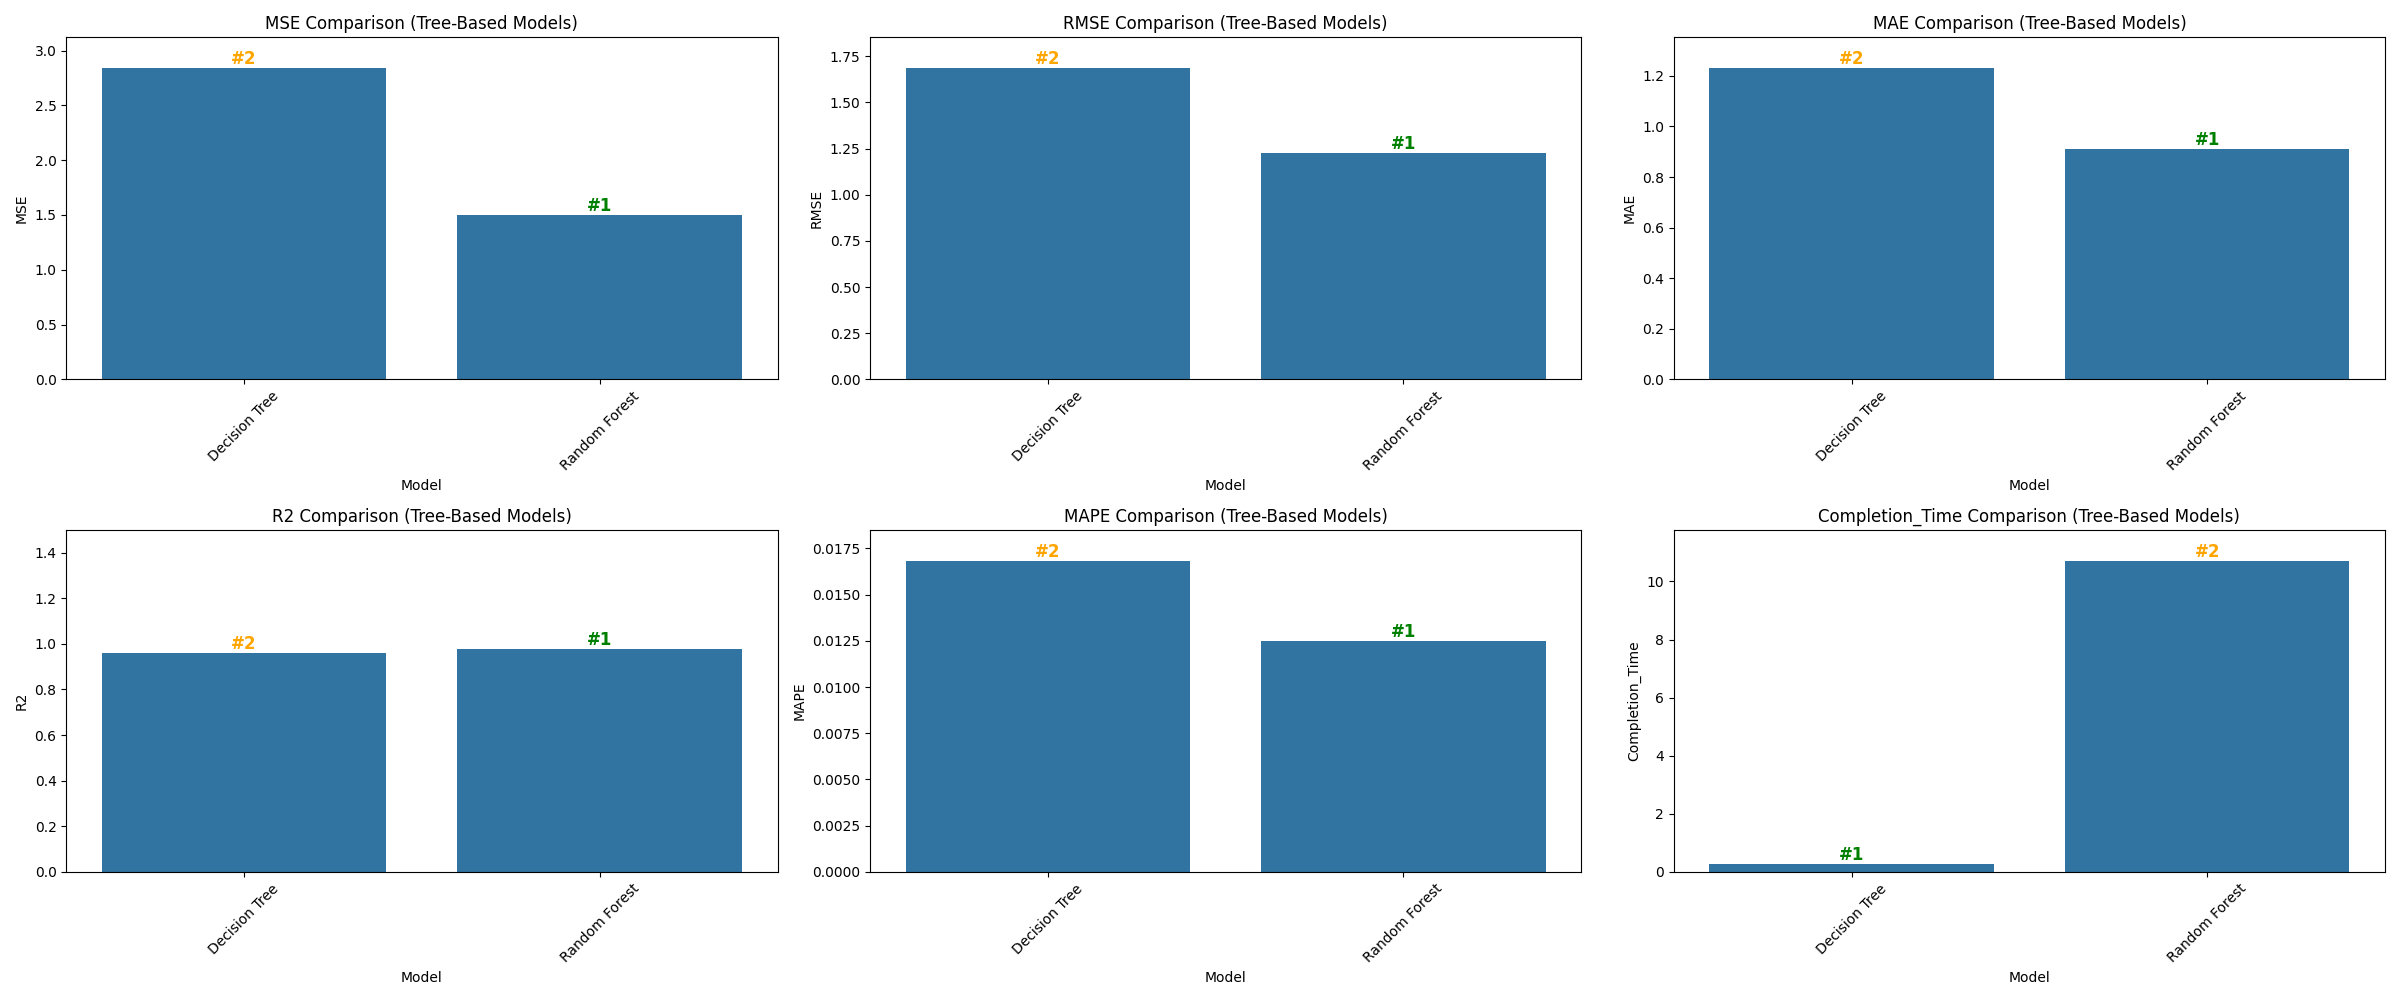 MSE Comparison (Tree-Based Models)
3.0
2.5
2.0
1.5
1.0
0.5
0.0
MSE
#2
#1
Decision Tree
Random Forest
Model
RMSE Comparison (Tree-Based Models)
1.75
1.50
1.25
1.00
0.75
0.50
0.25
0.00
RMSE
#2
#1
Decision Tree
Random Forest
Model
MAE Comparison (Tree-Based Models)
1.2
1.0
0.8
0.6
0.4
0.2
0.0
MAE
#2
#1
Decision Tree
Random Forest
Model
R2 Comparison (Tree-Based Models)
1.4
1.2
1.0
0.8
0.6
0.4
0.2
0.0
R2
#2
#1
Decision Tree
Random Forest
Model
MAPE Comparison (Tree-Based Models)
0.0175
0.0150
0.0125
0.0100
0.0075
0.0050
0.0025
0.0000
MAPE
#2
#1
Decision Tree
Random Forest
Model
Completion_Time Comparison (Tree-Based Models)
10
8
6
4
2
0
Completion_Time
#1
#2
Decision Tree
Random Forest
Model